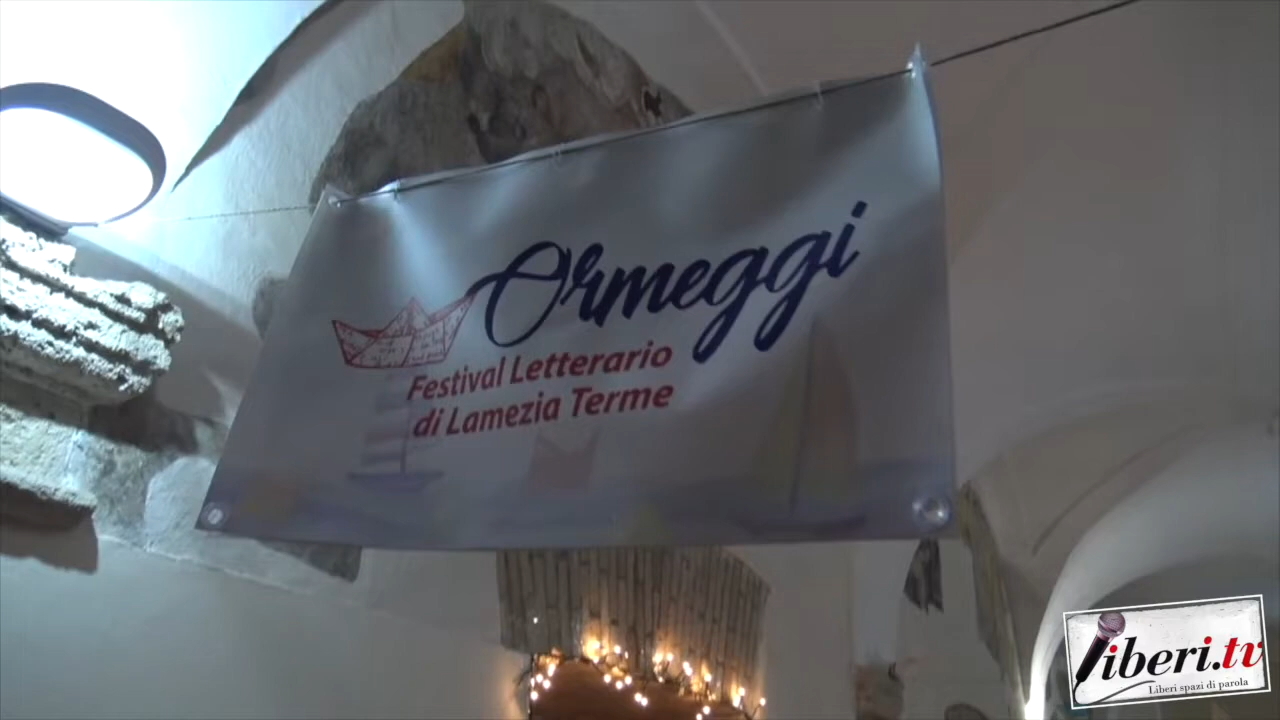 Ormeggi
Festival Letterario
di Lamezia Terme
liberi.tv
Liberi spazi di parola